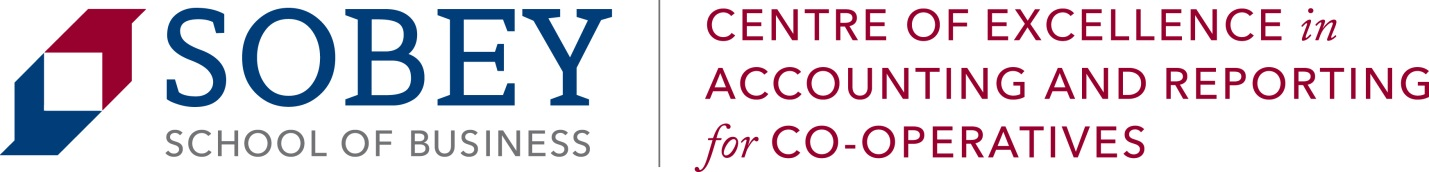 SOBEY
SCHOOL OF BUSINESS
CENTRE OF EXCELLENCE in
ACCOUNTING AND REPORTING
for CO-OPERATIVES